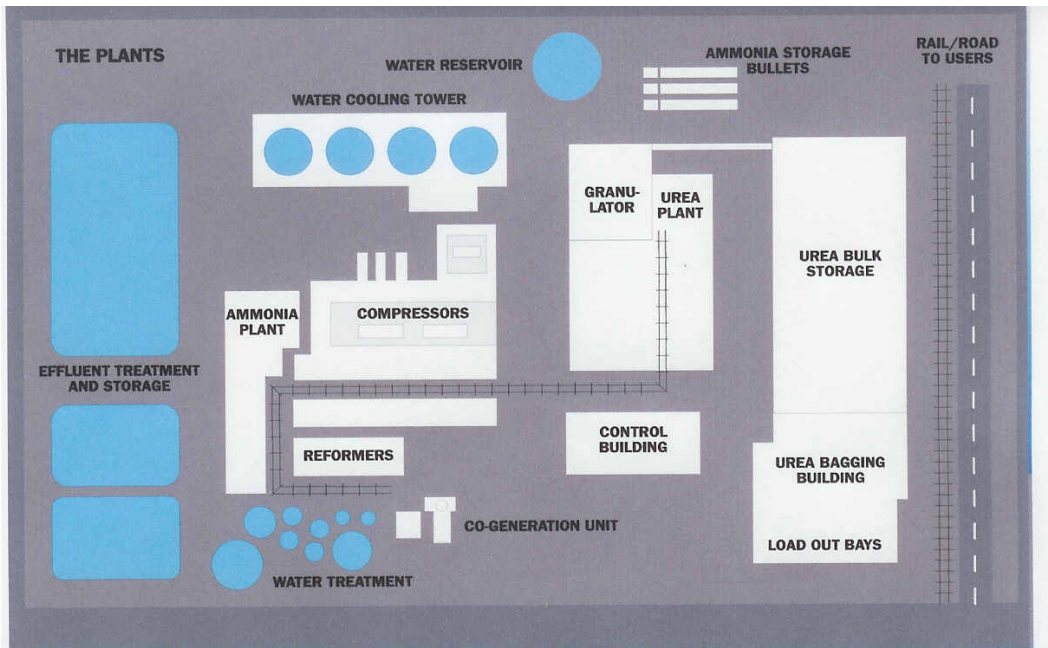 THE PLANTS
WATER RESERVOIR
AMMONIA STORAGE
BULLETS
RAIL/ROAD
TO USERS
WATER COOLING TOWER
GRANU-
LATOR
UREA
PLANT
UREA BULK
STORAGE
AMMONIA
PLANT
COMPRESSORS
EFFLUENT TREATMENT
AND STORAGE
CONTROL
BUILDING
REFORMERS
UREA BAGGING
BUILDING
CO-GENERATION UNIT
LOAD OUT BAYS
WATER TREATMENT